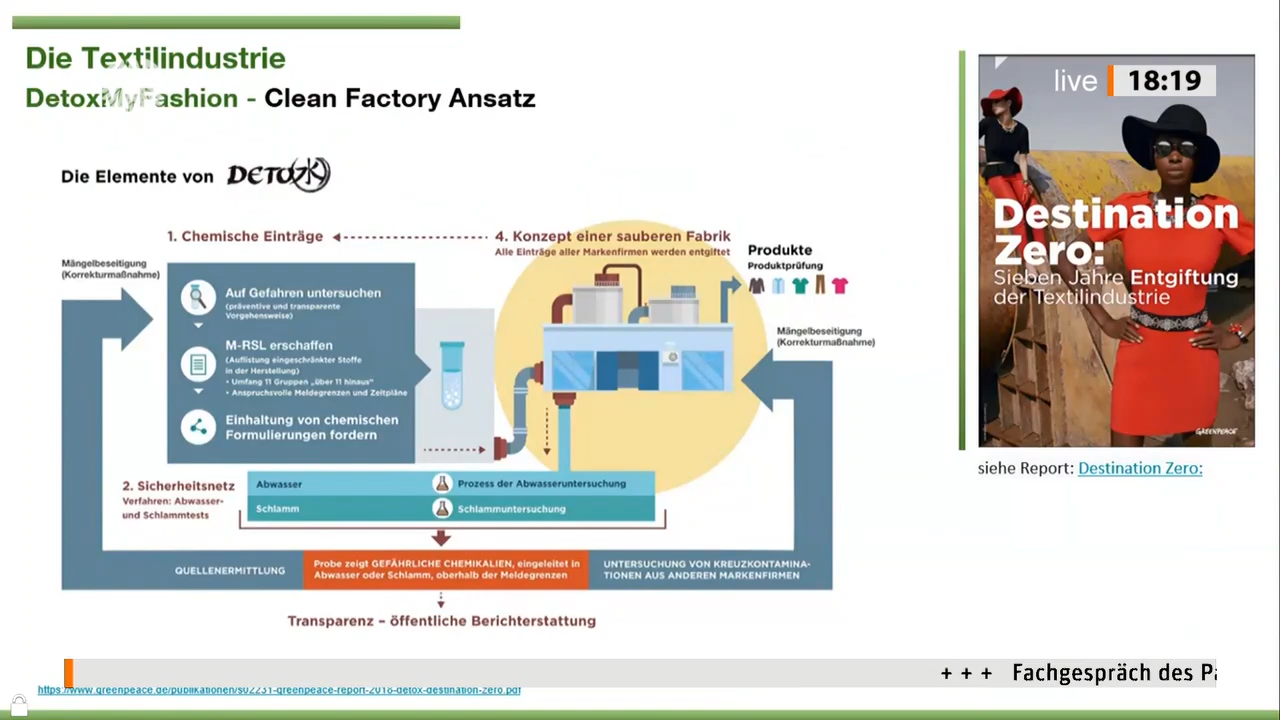 Die Textilindustrie
DetoxMyFashion - Clean Factory Ansatz
live 18:19
Die Elemente von DETOX
1. Chemische Einträge
4. Konzept einer sauberen Fabrik
Alle Einträge aller Markenfirmen werden entgiftet
Produkte
Produktprüfung
Mängelbeseitigung
(Korrekturmaßnahme)
Auf Gefahren untersuchen
(präventive und transparente
Vorgehensweise)
M-RSL erschaffen
(Auflistung eingeschränkter Stoffe
in der Herstellung)
• Umfang 11 Gruppen „über 11 hinaus"
• Anspruchsvolle Meldegrenzen und Zeitpläne
Einhaltung von chemischen
Formulierungen fordern
Mängelbeseitigung
(Korrekturmaßnahme)
2. Sicherheitsnetz
Verfahren: Abwasser-
und Schlammtests
Abwasser
Prozess der Abwasseruntersuchung
Schlamm
Schlammuntersuchung
QUELLENERMITTLUNG
Probe zeigt GEFÄHRLICHE CHEMIKALIEN, eingeleitet in
Abwasser oder Schlamm, oberhalb der Meldegrenzen
UNTERSUCHUNG VON KREUZKONTAMINA-
TIONEN AUS ANDEREN MARKENFIRMEN
Transparenz – öffentliche Berichterstattung
Destination
Zero:
Sieben Jahre Entgiftung
der Textilindustrie
GREENPEACE
siehe Report: Destination Zero:
+ + + Fachgespräch des Pa
https://www.greenpeace.de/publikationen/s02231-greenpeace-report-2018-detox-destination-zero.pdf